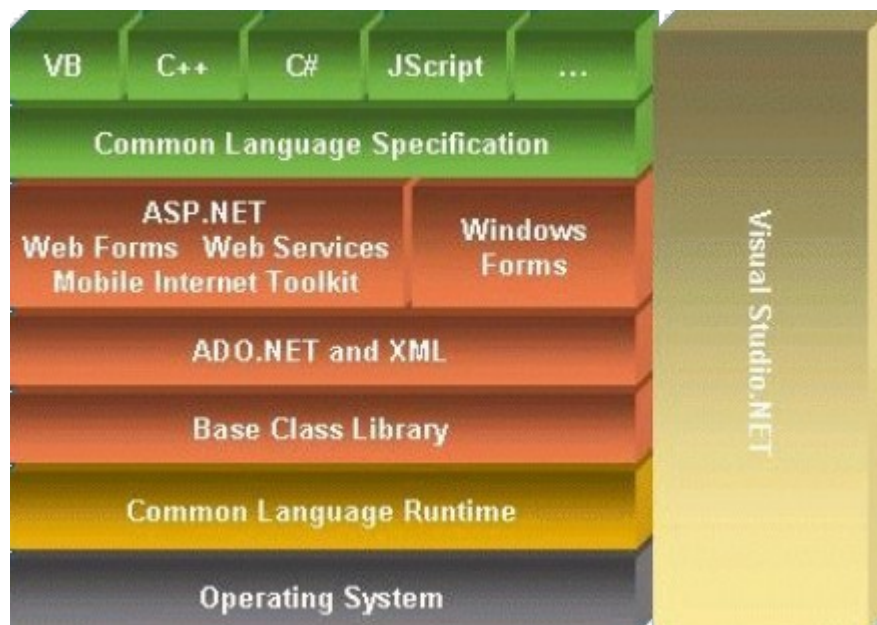 VB
C++
C#
JScript
...
Common Language Specification
ASP.NET
Web Forms Web Services
Mobile Internet Toolkit
Windows
Forms
ADO.NET and XML
Base Class Library
Common Language Runtime
Operating System
Visual Studio.NET